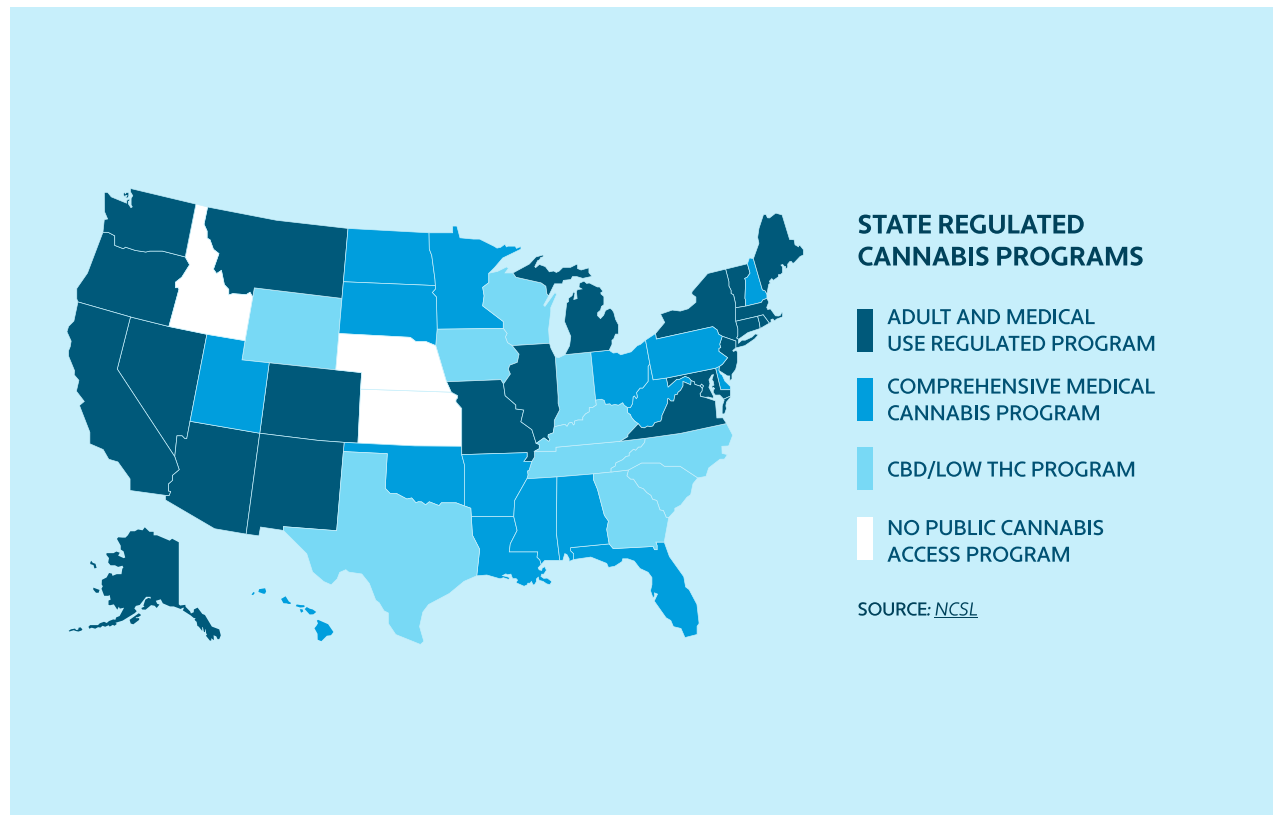 STATE REGULATED
CANNABIS PROGRAMS
ADULT AND MEDICAL
USE REGULATED PROGRAM
COMPREHENSIVE MEDICAL
CANNABIS PROGRAM
CBD/LOW THC PROGRAM
NO PUBLIC CANNABIS
ACCESS PROGRAM
SOURCE: NCSL